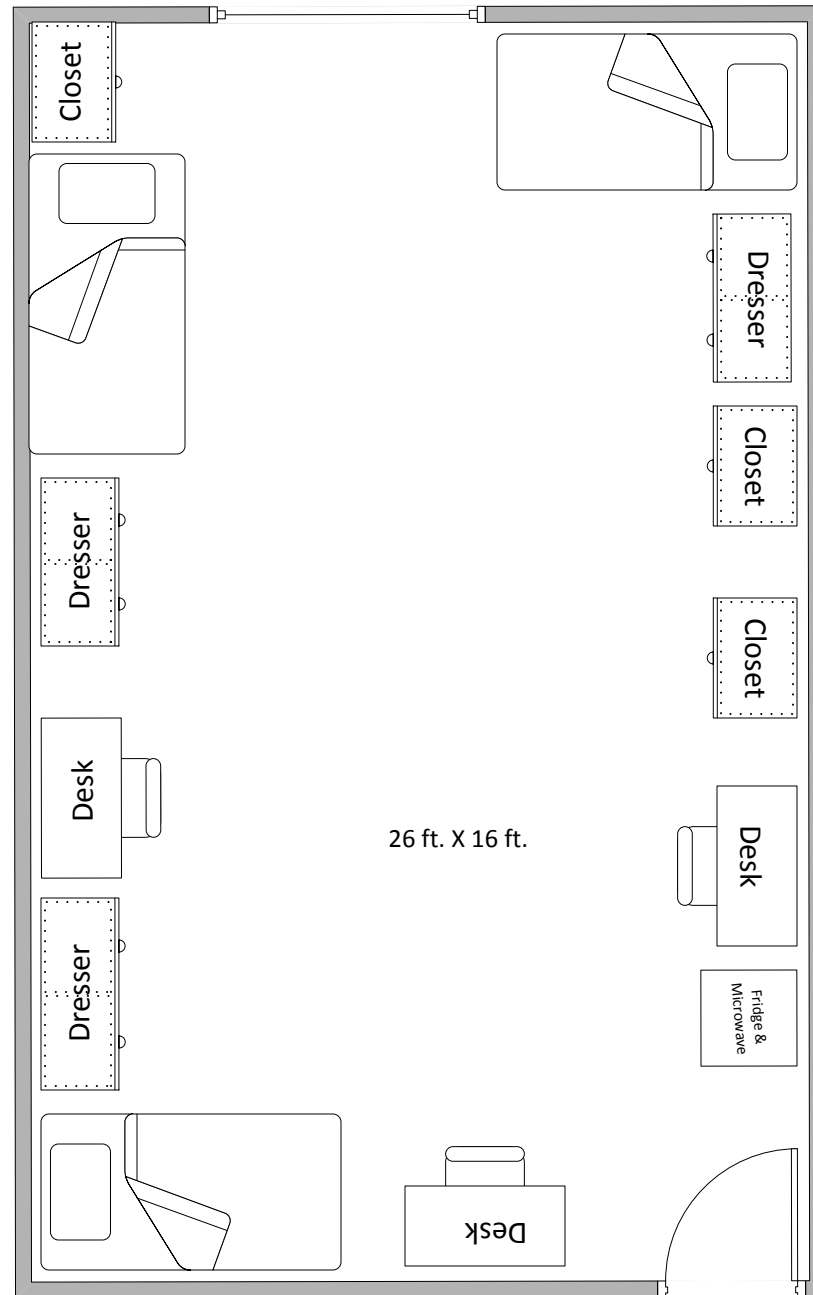 Closet
Dresser
Closet
Dresser
Closet
Desk
26 ft. X 16 ft.
Desk
Dresser
Fridge &
Microwave
Desk